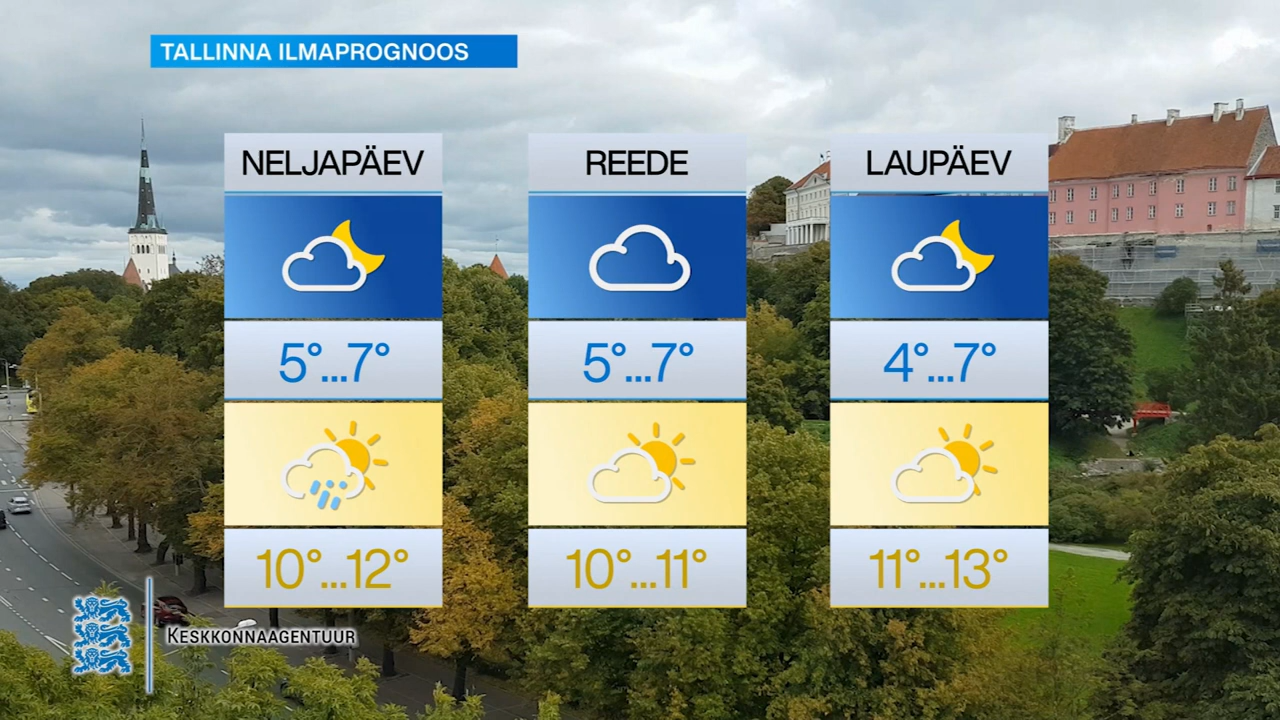 TALLINNA ILMAPROGNOOS
NELJAPÄEV
5°...7°
10°...12°
REEDE
5°...7°
10°...11°
LAUPÄEV
4°...7°
11°...13°
KESKKONNAAGENTUUR